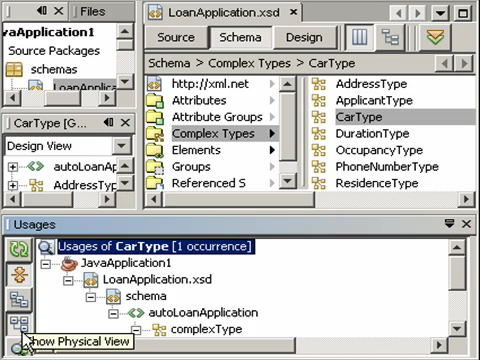 Files
vaApplication1
Source Packages
schemas
LoanApplica
CarType [G...
Design View
autoLoanAp
AddressTyp
LoanApplication.xsd
Source
Schema
Design
Schema > Complex Types > CarType
http://xml.net
Attributes
Attribute Groups
Complex Types
Elements
Groups
Referenced S
AddressType
ApplicantType
CarType
DurationType
OccupancyType
PhoneNumberType
ResidenceType
Usages
Usages of CarType [1 occurrence]
JavaApplication1
LoanApplication.xsd
schema
autoLoanApplication
complexType
how Physical View